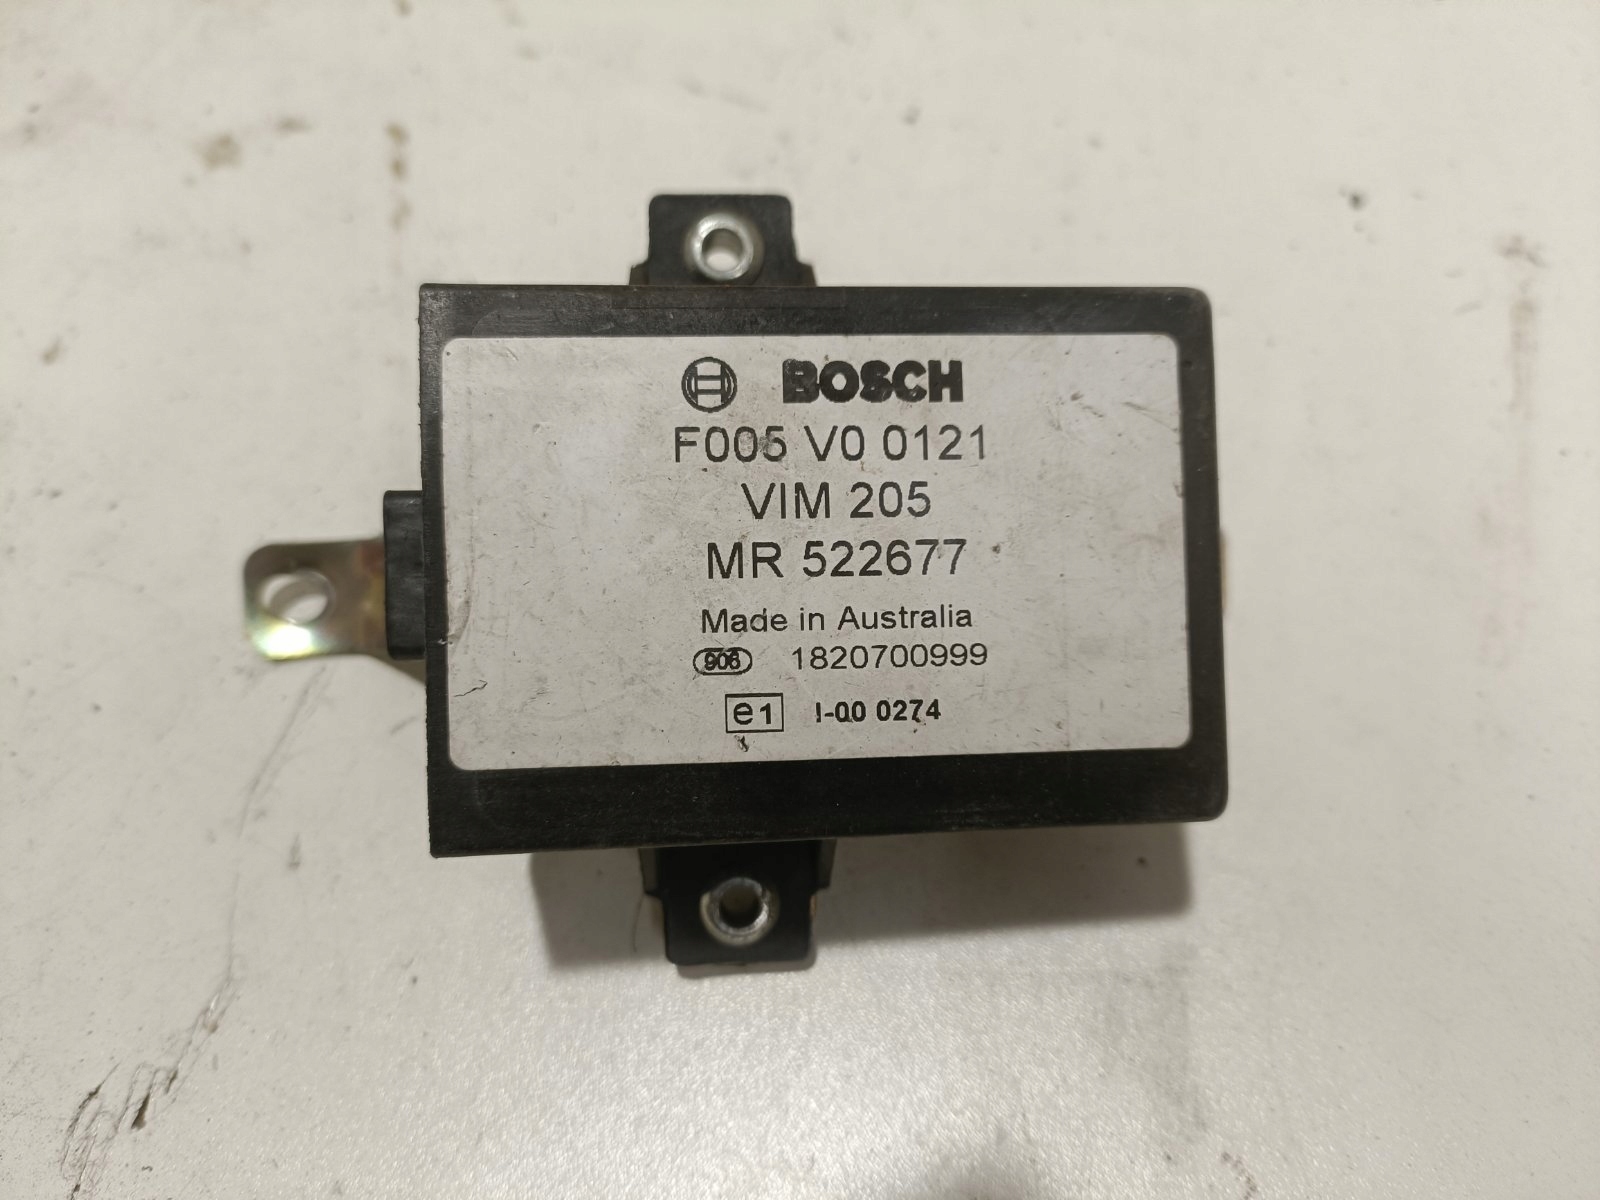 BOSCH
F005 V0 0121
VIM 205
MR 522677
Made in Australia
906 1820700999
e1 I-00 0274